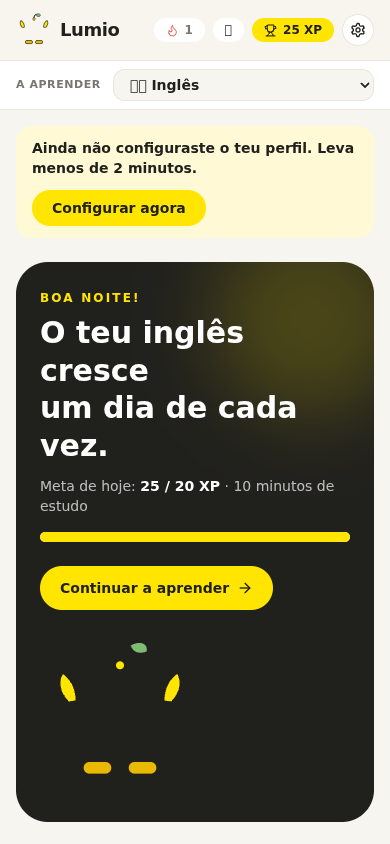 Lumio
1
25 XP
A APRENDER
Inglês
Ainda não configuraste o teu perfil. Leva
menos de 2 minutos.
Configurar agora
BOA NOITE!
O teu inglês
cresce
um dia de cada
vez.
Meta de hoje: 25 / 20 XP · 10 minutos de
estudo
Continuar a aprender